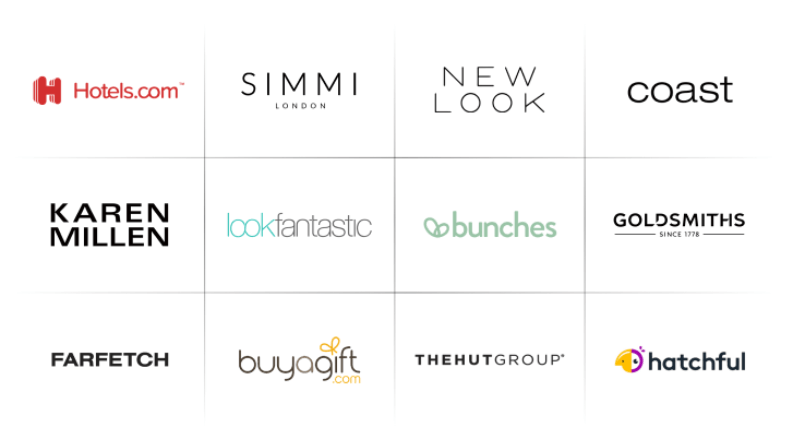 Hotels.com™
SIMMI
LONDON
NEW
LOOK
coast
KAREN
MILLEN
lookfantastic
bunches
GOLDSMITHS
SINCE 1778
FARFETCH
buyagift
.com
THEHUTGROUP®
hatchful